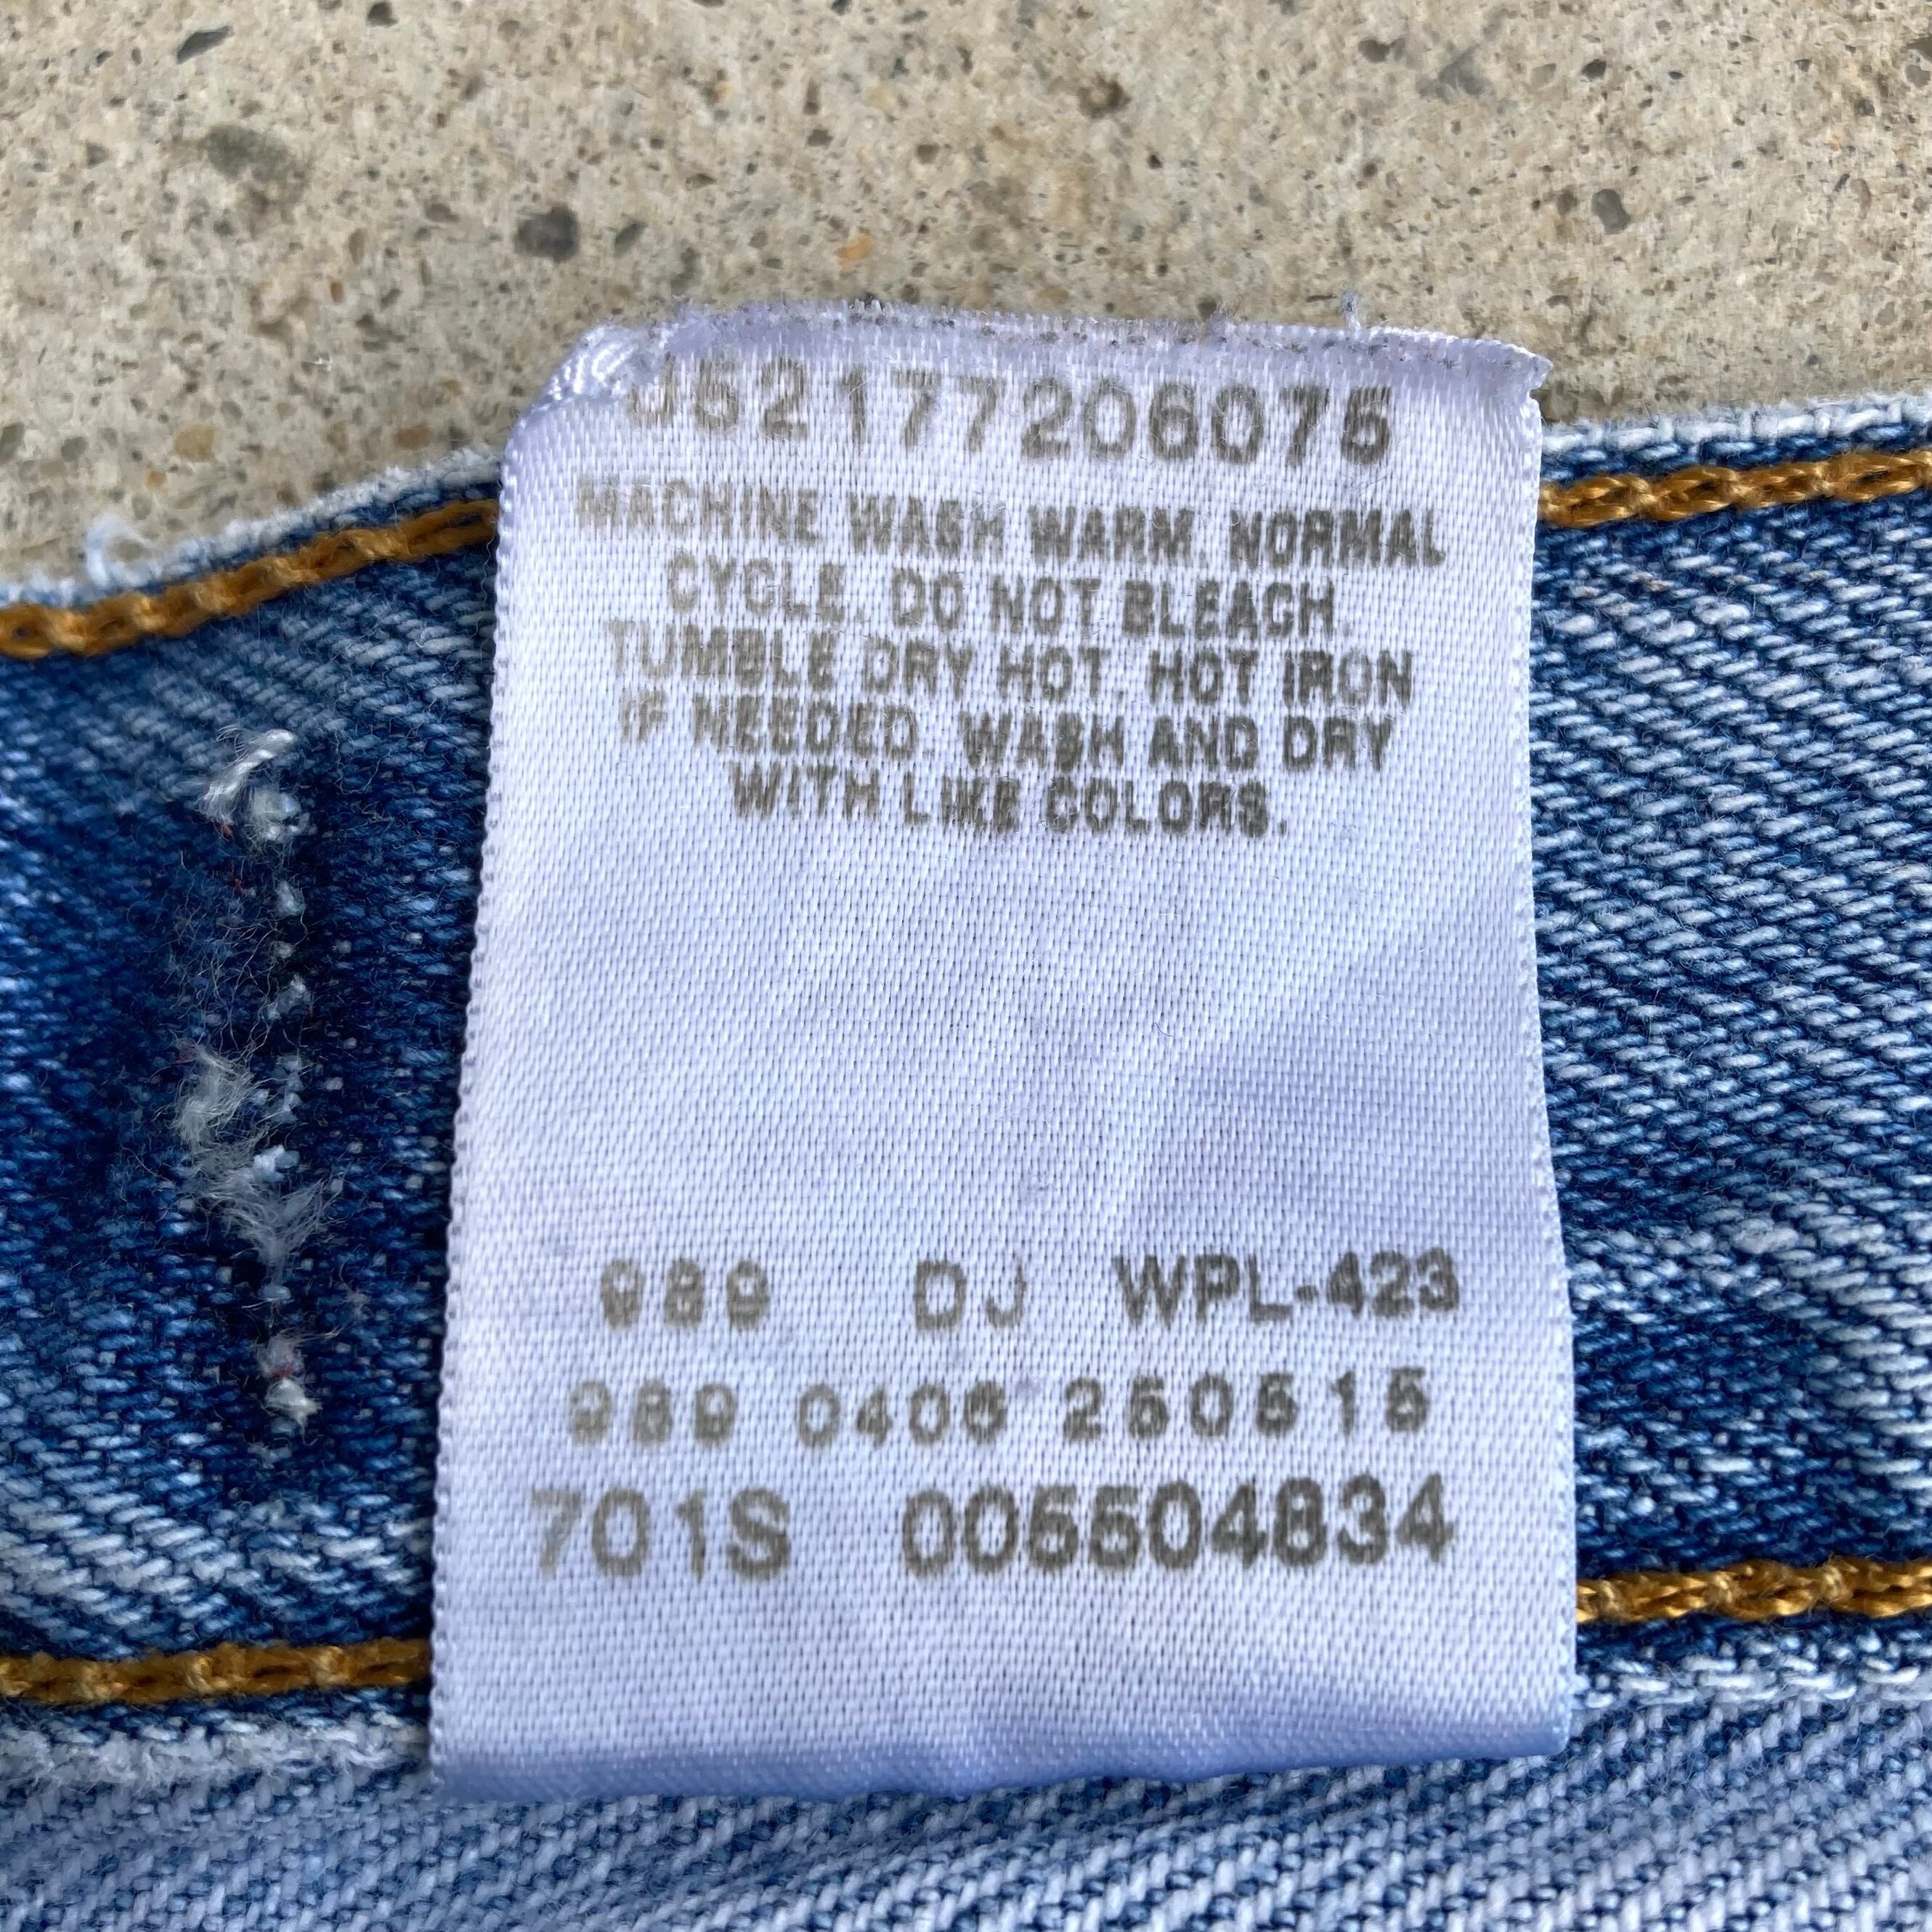 J52177206075
MACHINE WASH WARM, NORMAL
CYCLE. DO NOT BLEACH
TUMBLE DRY HOT, HOT IRON
IF NEEDED. WASH AND DRY
WITH LIKE COLORS.
989 DJ WPL-423
989 0406 250515
701S 005504834